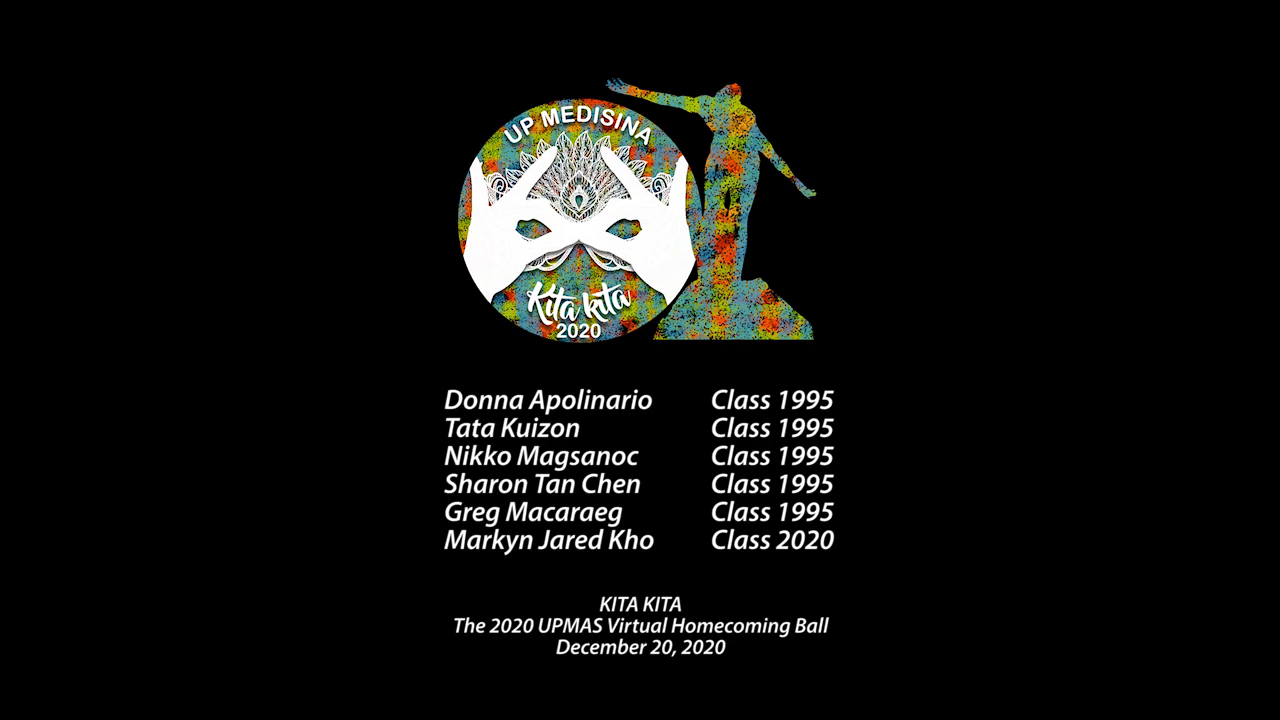 UP MEDISINA
Kita kita
2020
Donna Apolinario Class 1995
Tata Kuizon Class 1995
Nikko Magsanoc Class 1995
Sharon Tan Chen Class 1995
Greg Macaraeg Class 1995
Markyn Jared Kho Class 2020
KITA KITA
The 2020 UPMAS Virtual Homecoming Ball
December 20, 2020